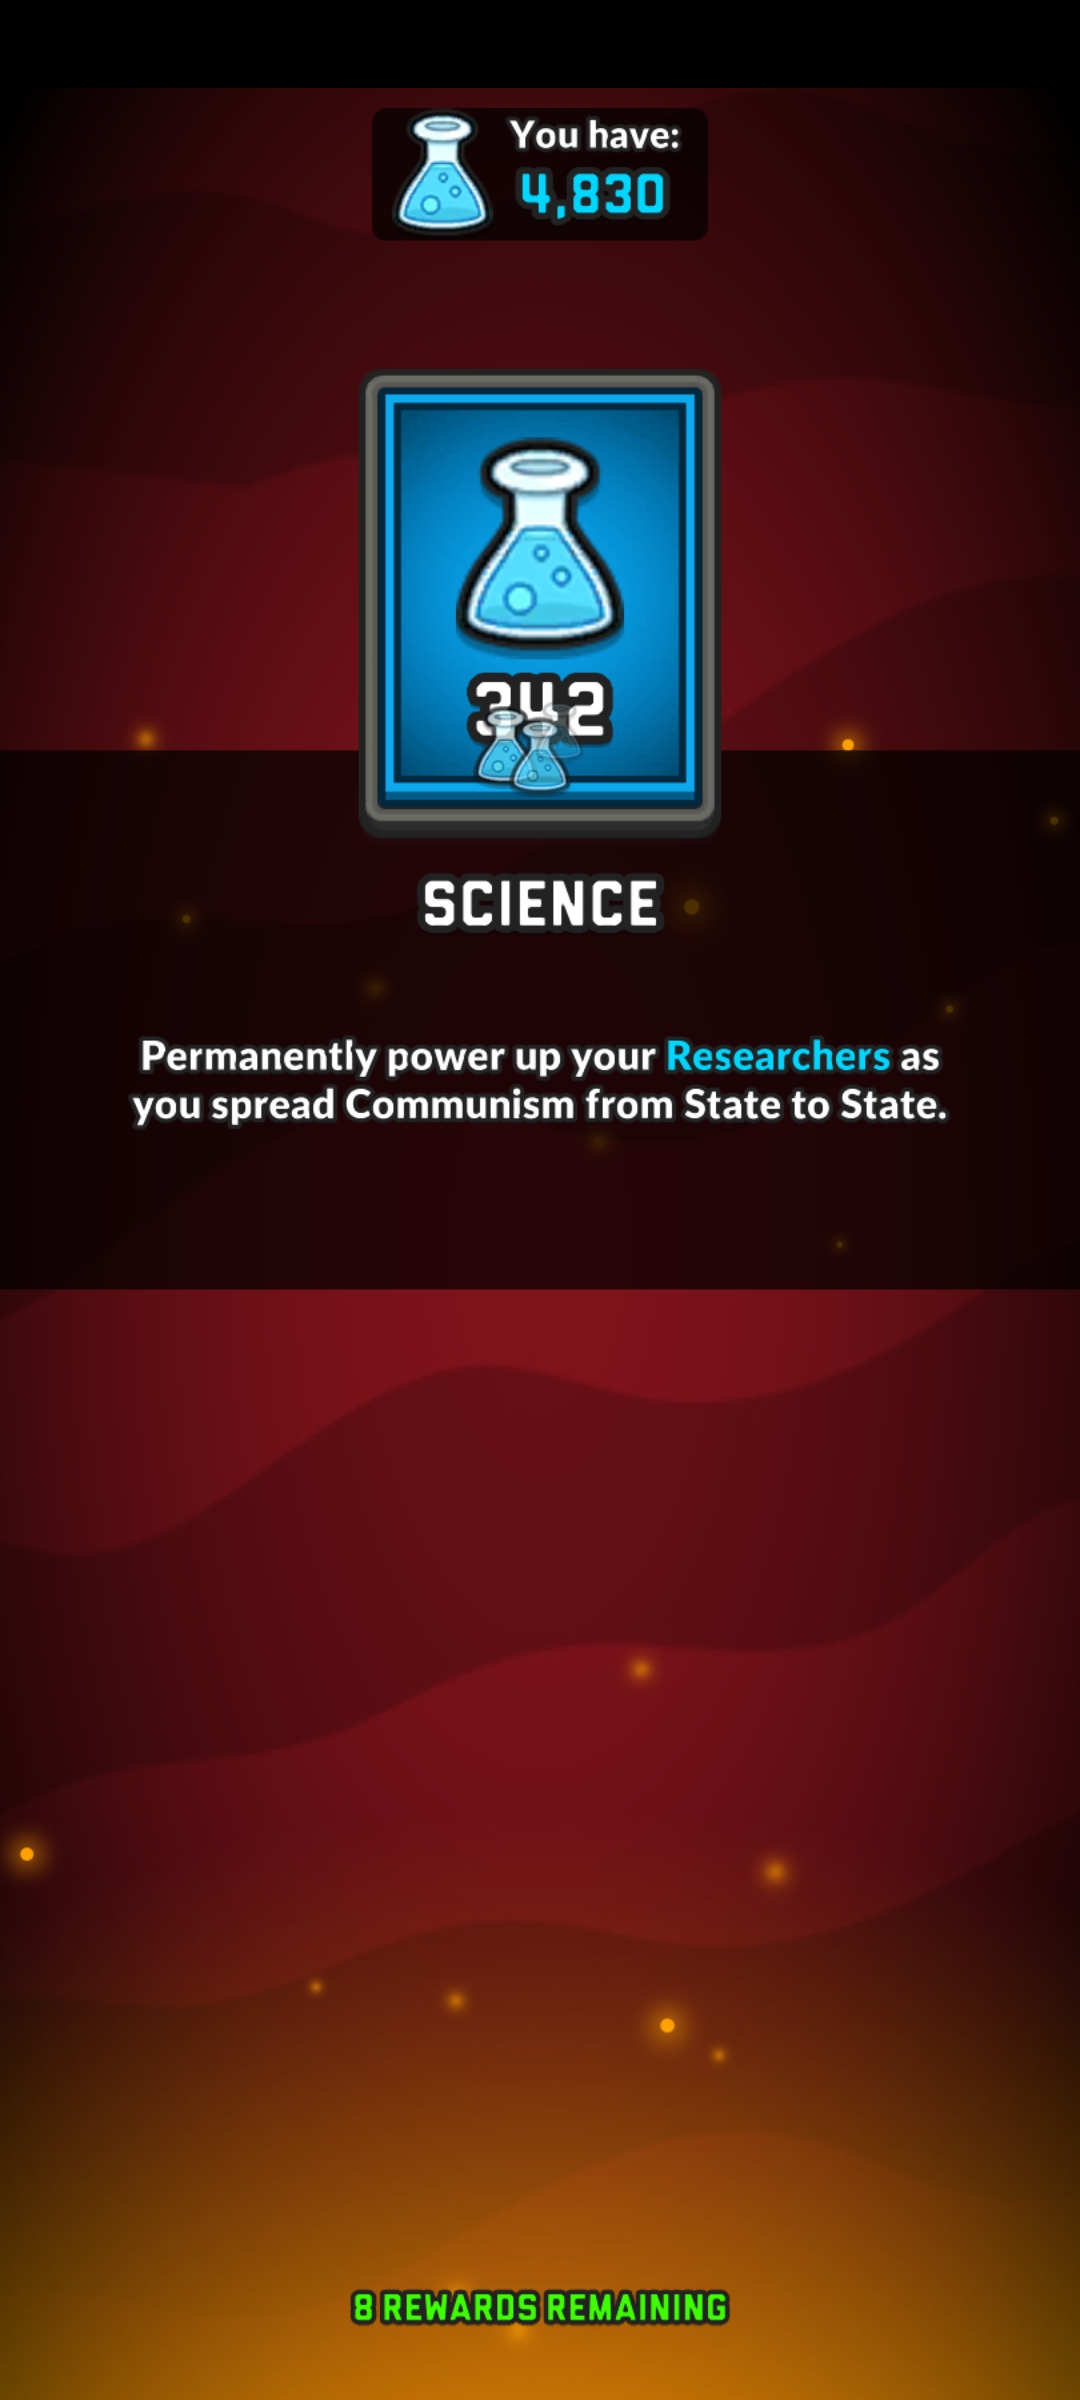 You have:
4,830
342
SCIENCE
Permanently power up your Researchers as
you spread Communism from State to State.
8 REWARDS REMAINING